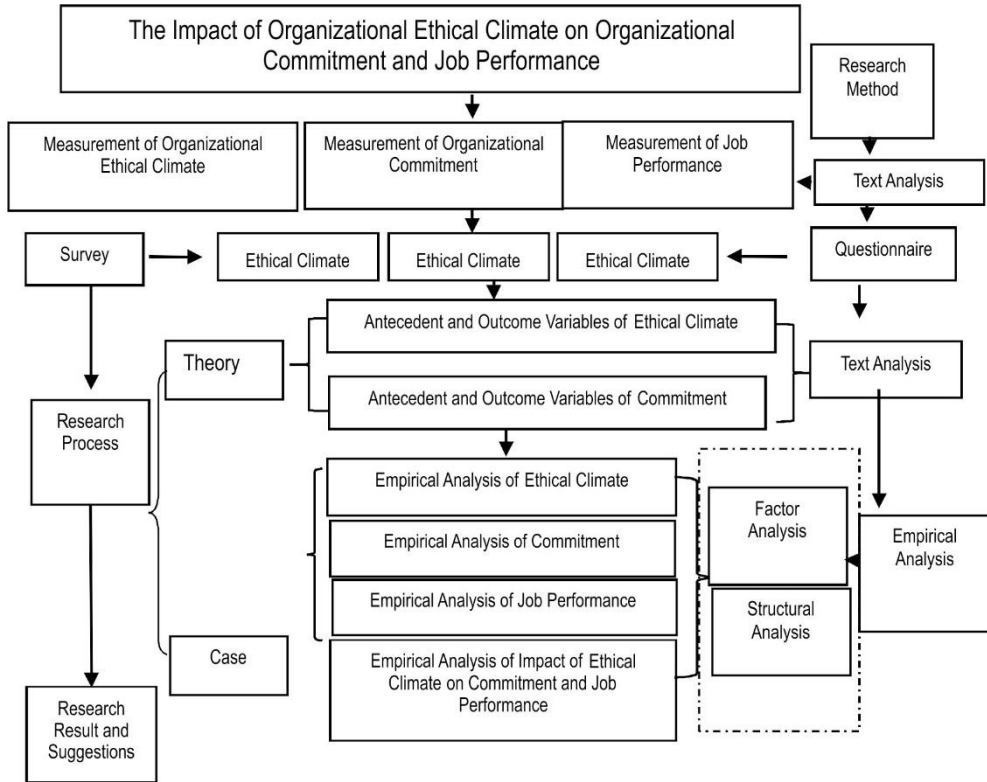 The Impact of Organizational Ethical Climate on Organizational
Commitment and Job Performance
Research
Method
Measurement of Organizational
Ethical Climate
Measurement of Organizational
Commitment
Measurement of Job
Performance
Text Analysis
Survey
Ethical Climate
Ethical Climate
Ethical Climate
Questionnaire
Antecedent and Outcome Variables of Ethical Climate
Theory
Text Analysis
Antecedent and Outcome Variables of Commitment
Research
Process
Empirical Analysis of Ethical Climate
Factor
Analysis
Empirical
Analysis
Empirical Analysis of Commitment
Empirical Analysis of Job Performance
Structural
Analysis
Case
Empirical Analysis of Impact of Ethical
Climate on Commitment and Job
Performance
Research
Result and
Suggestions